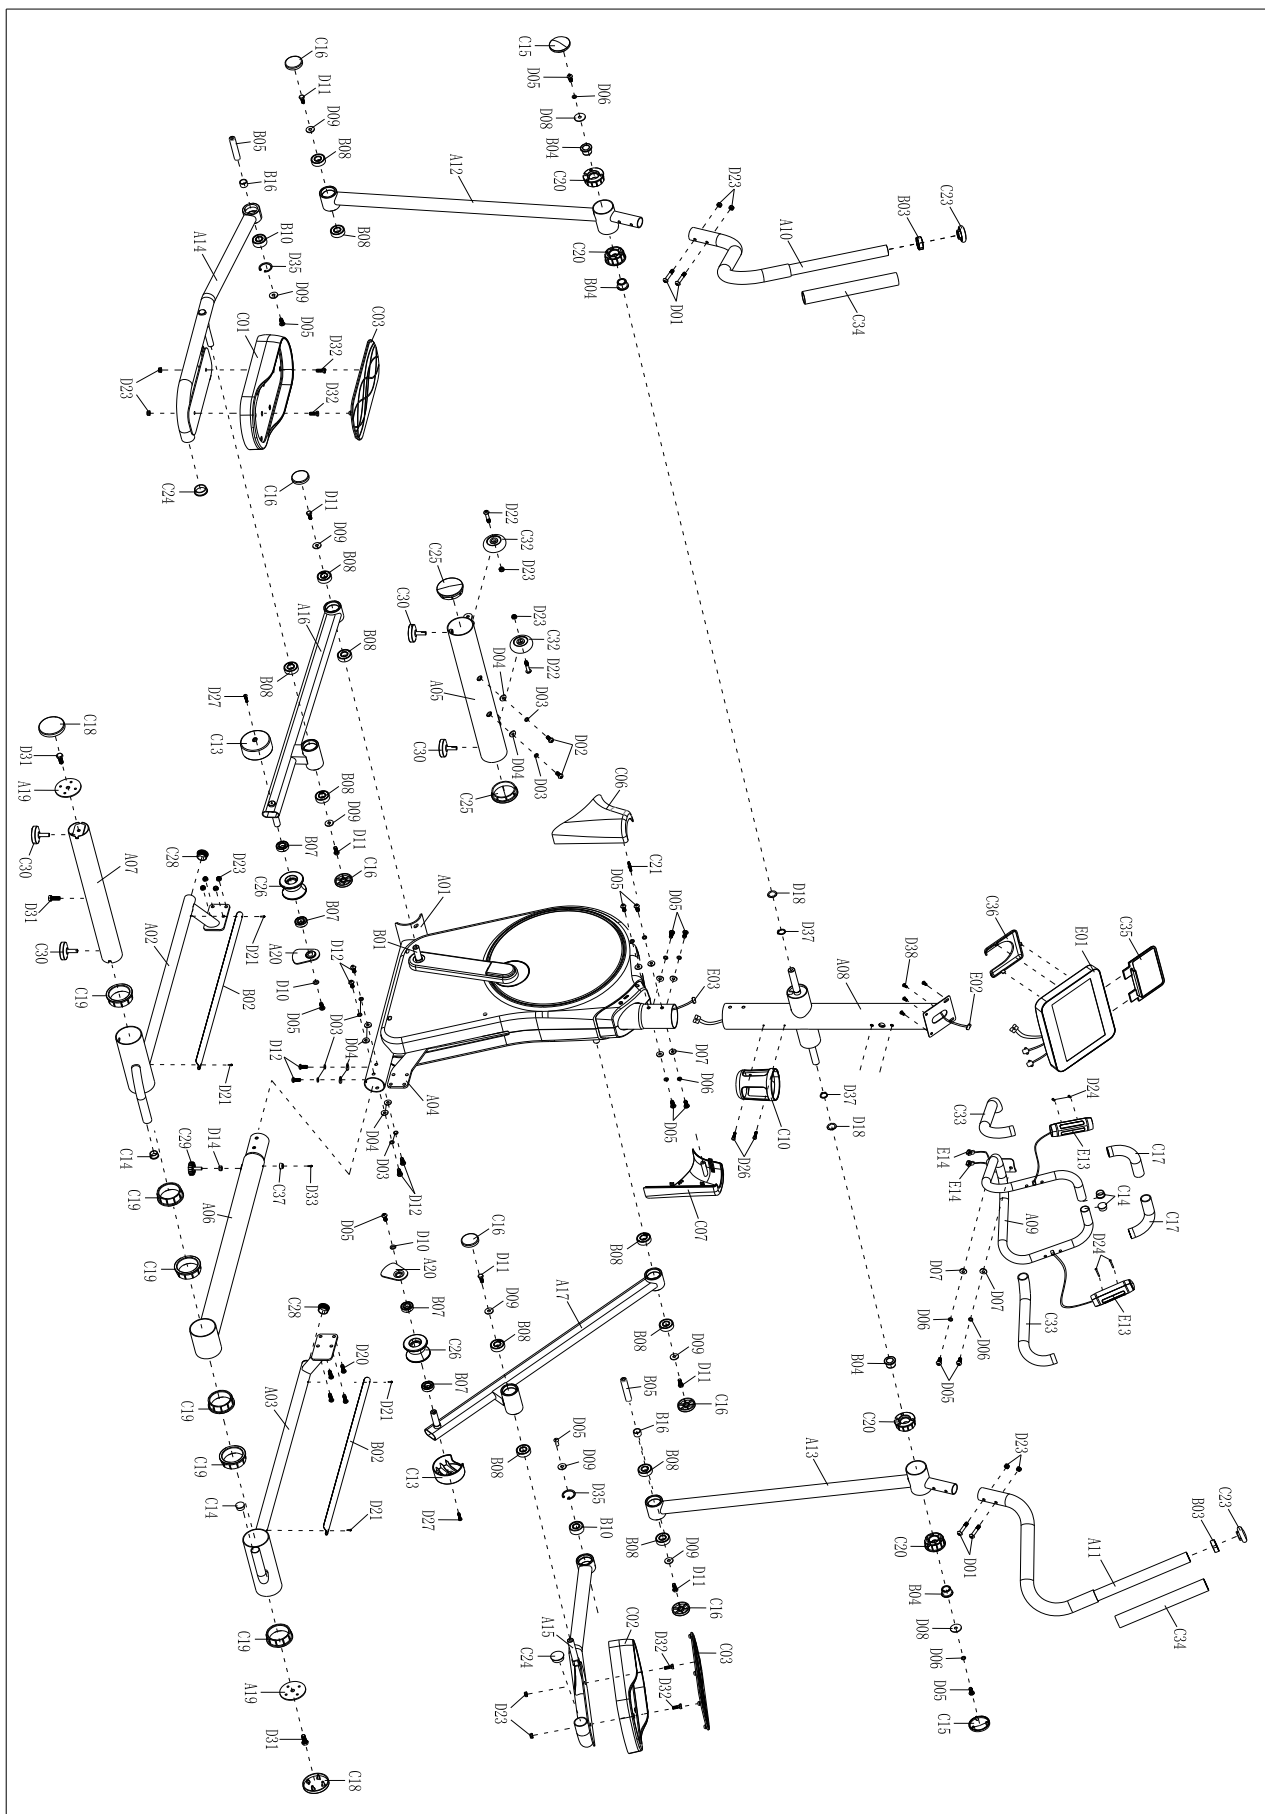 C16
D11
D09
B08
B05
B16
A14
B10
D35
D09
D05
C01
D32
D32
C03
D23
C24
A12
B08
C15
D05
D06
D08
B04
C20
C20
B04
D23
D01
A10
B03
C23
C34
C16
D11
D09
B08
A16
B08
B08
D27
C13
B08
D09
D11
C16
B07
C26
B07
A20
D10
D05
C25
C30
D22
C32
D23
D23
C32
D22
A05
D04
D03
D02
D04
D03
C30
C25
C06
C21
D05
D05
E03
A01
B01
D12
D03
D04
D12
A04
D04
D03
D12
D07
D06
D05
C07
D18
D37
A08
D38
E02
C10
D26
D37
D18
C36
E01
C35
D24
C33
E13
C17
E14
E14
C14
C17
A09
D24
D07
D07
D06
D06
D05
C33
E13
C18
D31
A19
C30
A07
D31
C30
C28
D23
A02
D21
B02
C19
D21
C14
C19
C29
D14
C37
D33
A06
C19
C28
D20
D21
A03
B02
C19
C19
C14
D21
C19
A19
D31
C18
D05
D10
A20
B07
C26
B07
C13
D27
C16
D11
D09
B08
A17
B08
B08
D09
D11
C16
B08
B05
B16
B08
D05
D09
D35
B10
B08
D09
D11
C16
A15
C24
C02
D32
D32
C03
D23
A13
B04
C20
C20
B04
D08
D06
D05
C15
D23
D01
A11
B03
C23
C34